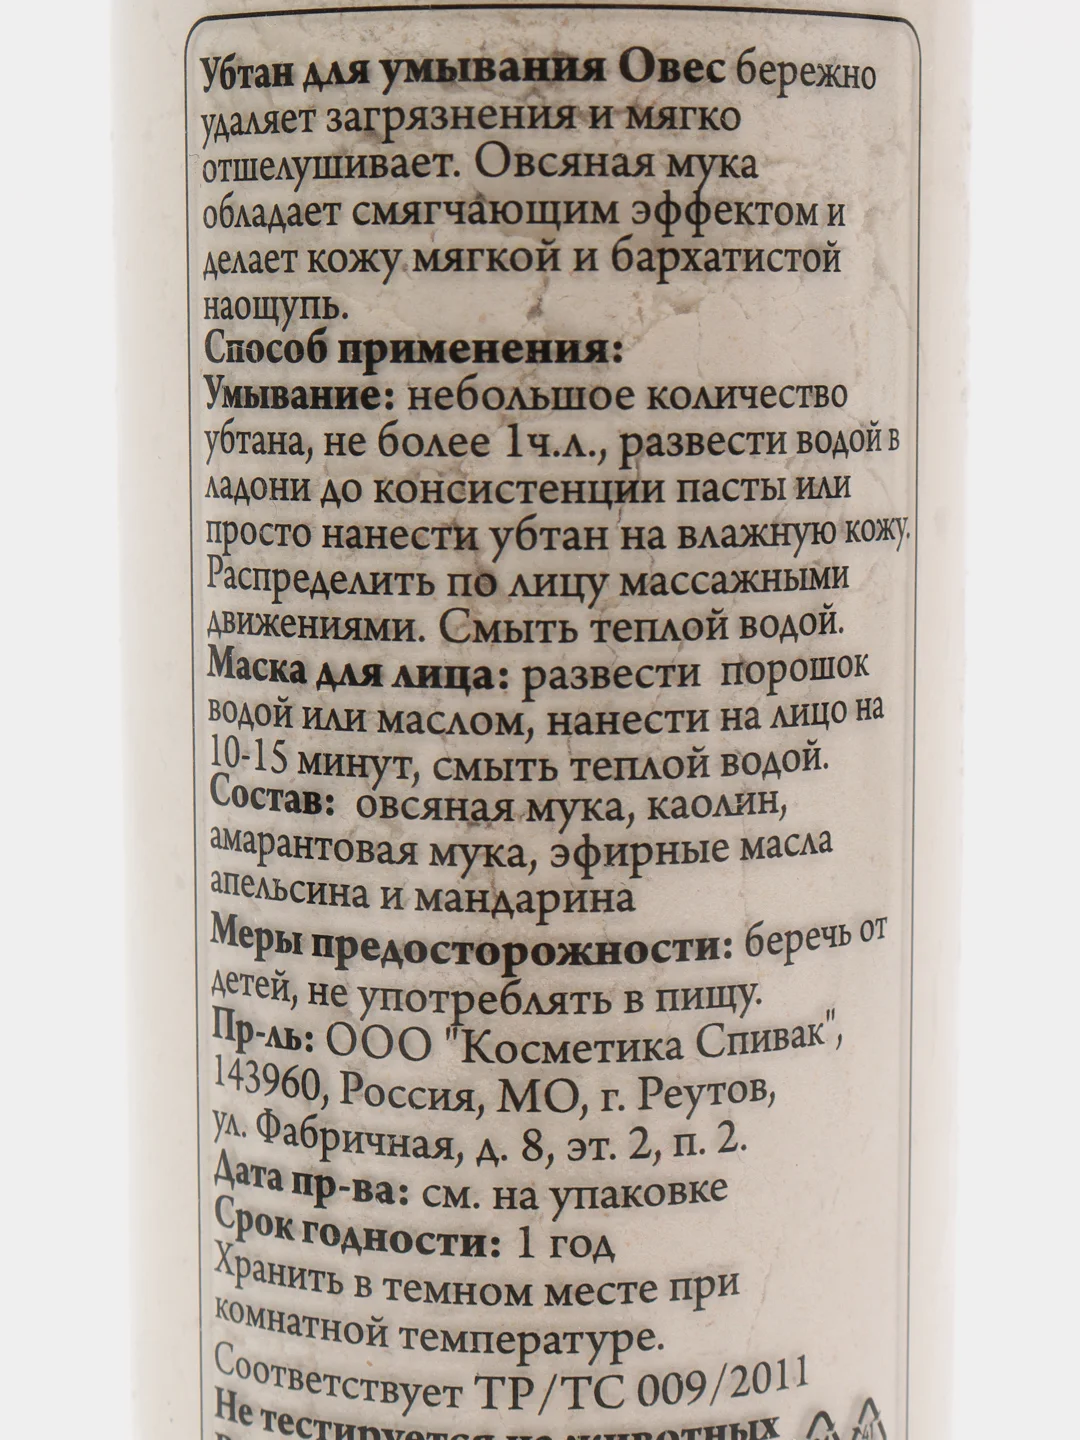 Убтан для умывания Овес бережно
удаляет загрязнения и мягко
отшелушивает. Овсяная мука
обладает смягчающим эффектом и
делает кожу мягкой и бархатистой
наощупь.
Способ применения:
Умывание: небольшое количество
убтана, не более 1ч.л., развести водой в
ладони до консистенции пасты или
просто нанести убтан на влажную кожу.
Распределить по лицу массажными
движениями. Смыть теплой водой.
Маска для лица: развести порошок
водой или маслом, нанести на лицо на
10-15 минут, смыть теплой водой.
Состав: овсяная мука, каолин,
амарантовая мука, эфирные масла
апельсина и мандарина
Меры предосторожности: беречь от
детей, не употреблять в пищу.
Пр-ль: ООО "Косметика Спивак",
143960, Россия, МО, г. Реутов,
ул. Фабричная, д. 8, эт. 2, п. 2.
Дата пр-ва: см. на упаковке
Срок годности: 1 год
Хранить в темном месте при
комнатной температуре.
Соответствует ТР/ТС 009/2011
Не тестируется на животных